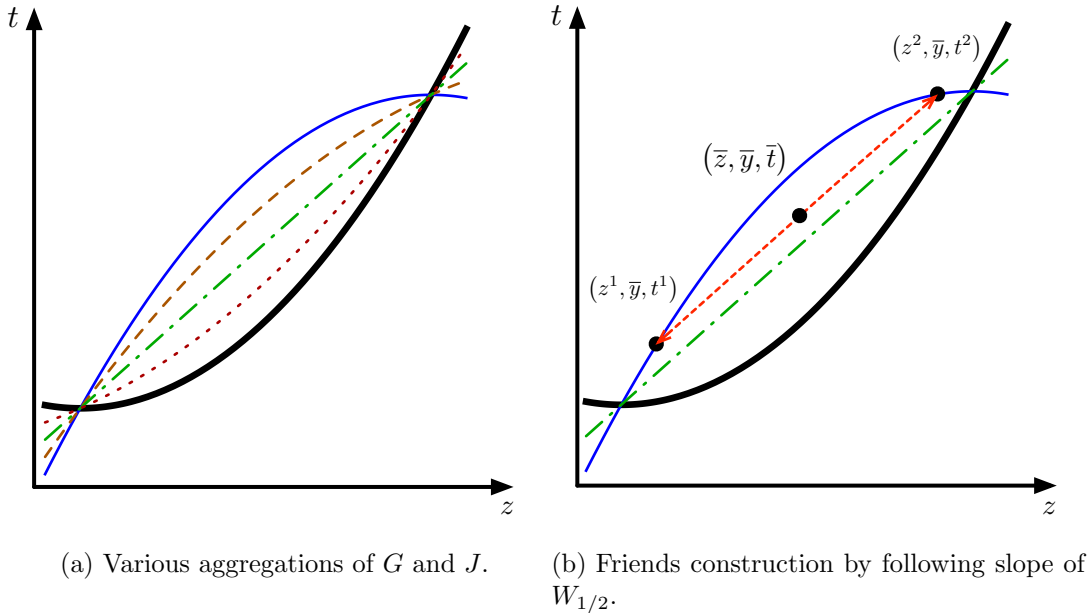 t
z
(a) Various aggregations of G and J.
t
(z², y̅, t²)
(z̅, y̅, t̅)
(z¹, y̅, t¹)
z
(b) Friends construction by following slope of
W₁/₂.